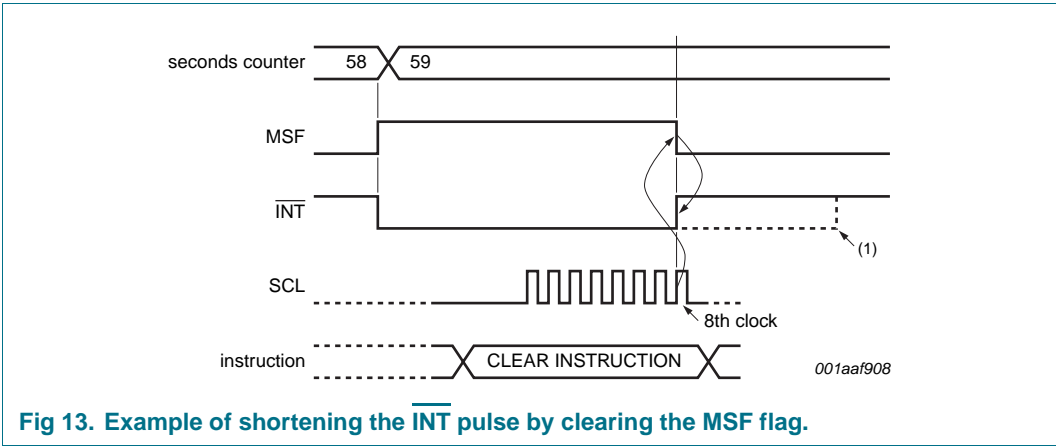 seconds counter 58 59
MSF
INT
(1)
SCL
8th clock
instruction CLEAR INSTRUCTION
001aaf908
Fig 13. Example of shortening the INT pulse by clearing the MSF flag.